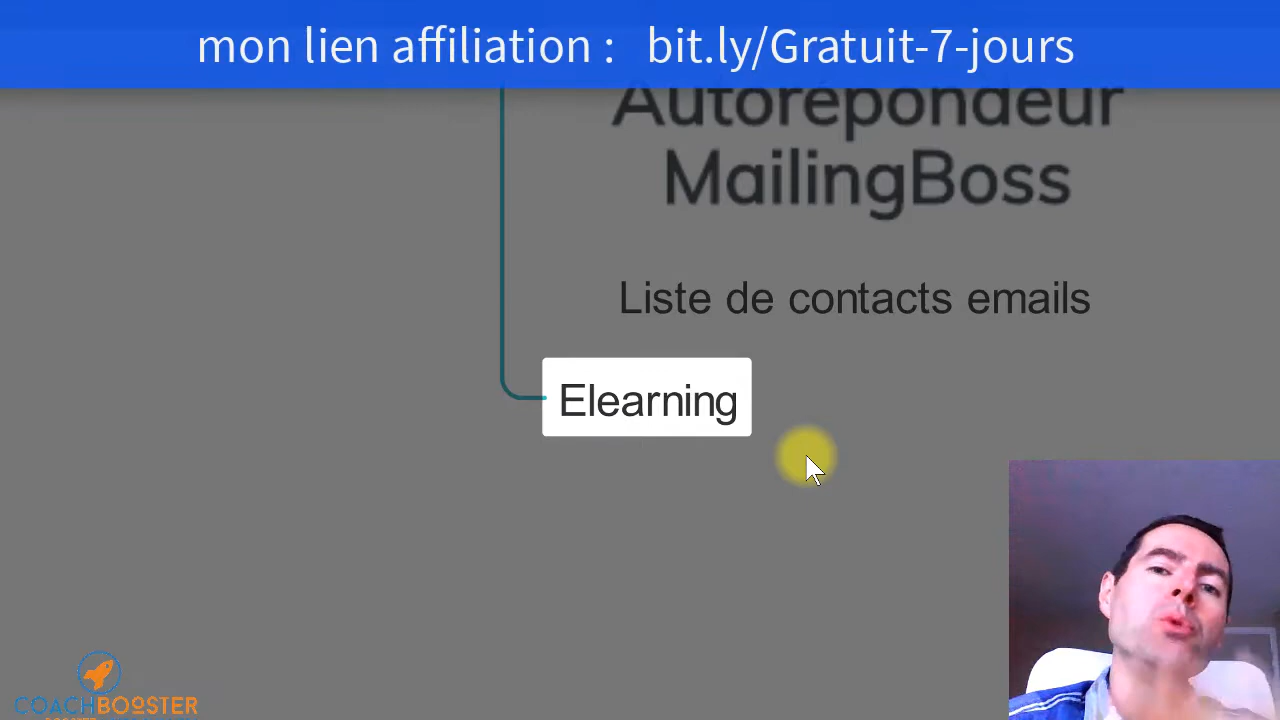 mon lien affiliation : bit.ly/Gratuit-7-jours
Autorépondeur
MailingBoss
Liste de contacts emails
Elearning
COACHBOOSTER